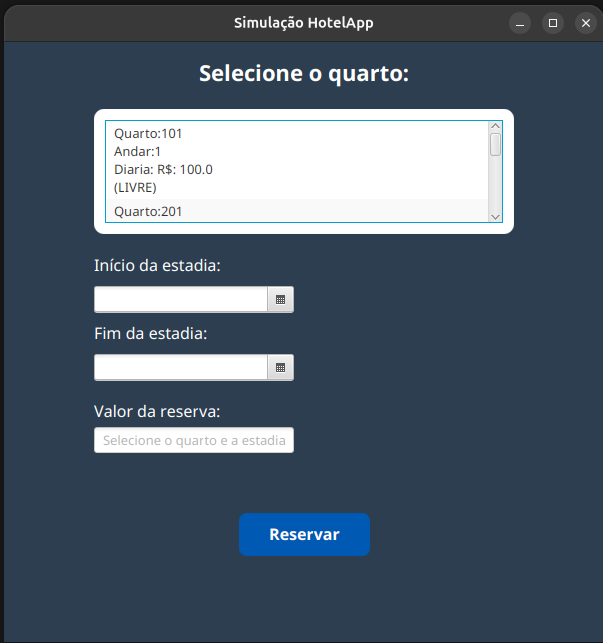 Simulação HotelApp
Selecione o quarto:
Quarto:101
Andar:1
Diaria: R$: 100.0
(LIVRE)
Quarto:201
Início da estadia:
Fim da estadia:
Valor da reserva:
Selecione o quarto e a estadia
Reservar